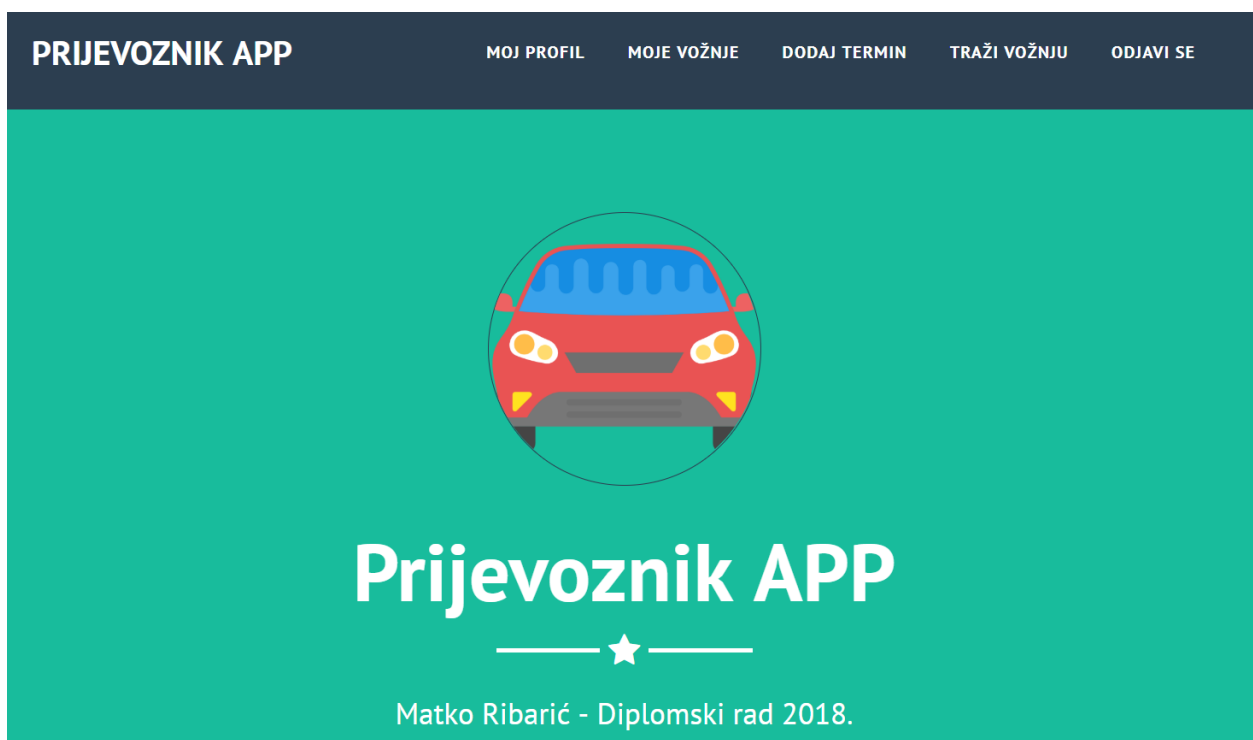 PRIJEVOZNIK APP MOJ PROFIL MOJE VOŽNJE DODAJ TERMIN TRAŽI VOŽNJU ODJAVI SE
Prijevoznik APP
Matko Ribarić - Diplomski rad 2018.